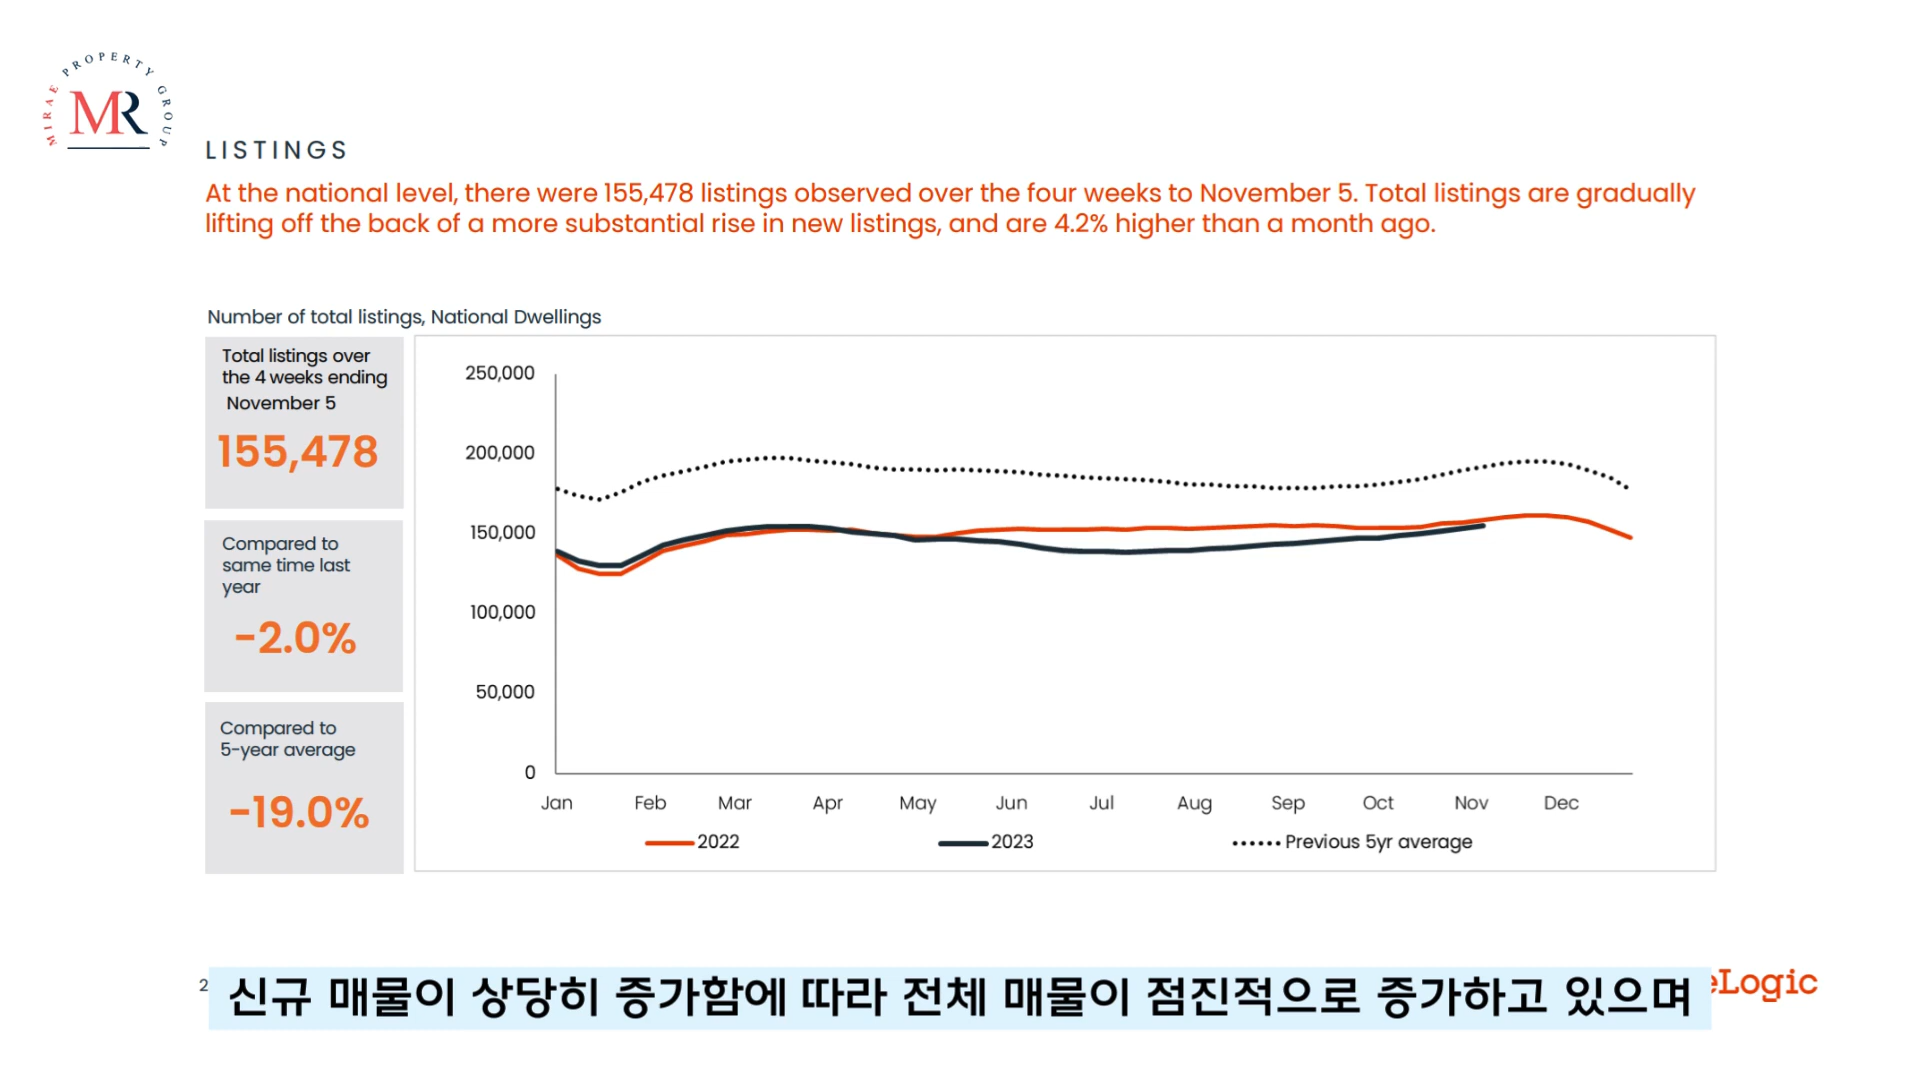 MIRAE PROPERTY GROUP
MR
LISTINGS
At the national level, there were 155,478 listings observed over the four weeks to November 5. Total listings are gradually
lifting off the back of a more substantial rise in new listings, and are 4.2% higher than a month ago.
Number of total listings, National Dwellings
Total listings over
the 4 weeks ending
November 5
155,478
Compared to
same time last
year
-2.0%
Compared to
5-year average
-19.0%
250,000
200,000
150,000
100,000
50,000
0
Jan Feb Mar Apr May Jun Jul Aug Sep Oct Nov Dec
2022 2023 Previous 5yr average
2
신규 매물이 상당히 증가함에 따라 전체 매물이 점진적으로 증가하고 있으며
eLogic